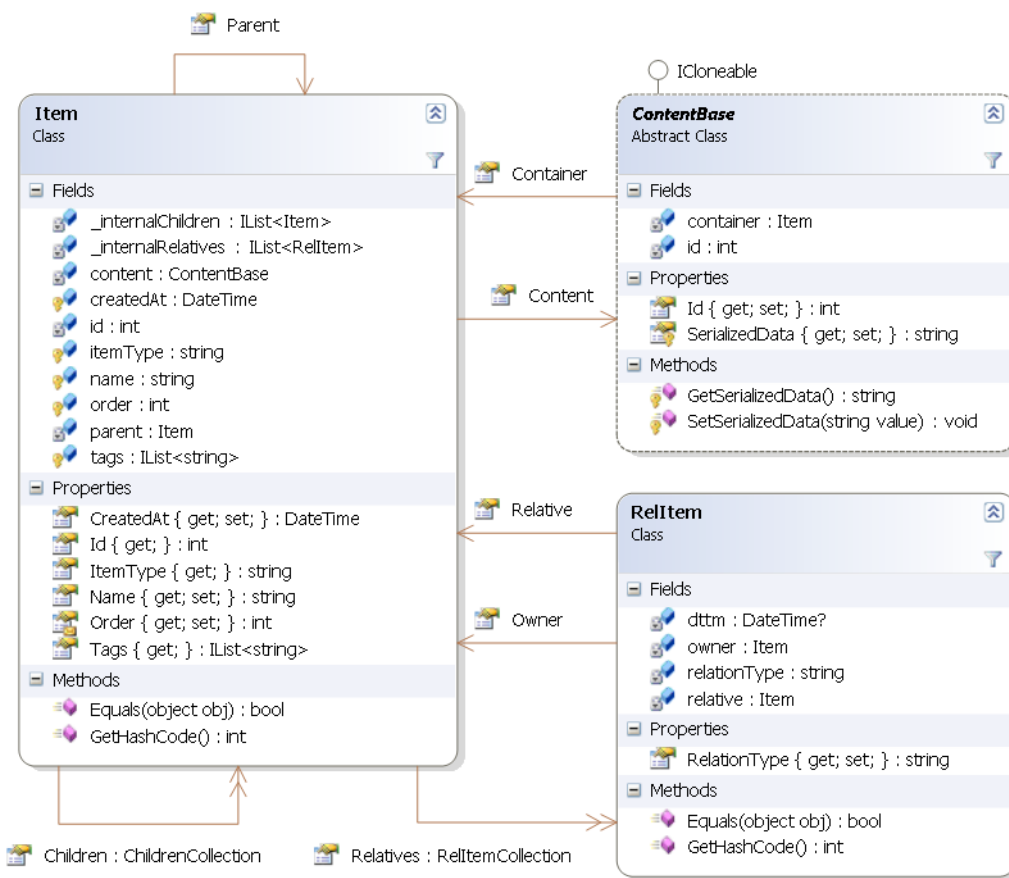 Parent
Item
Class
Fields
_internalChildren : IList<Item>
_internalRelatives : IList<RelItem>
content : ContentBase
createdAt : DateTime
id : int
itemType : string
name : string
order : int
parent : Item
tags : IList<string>
Properties
CreatedAt { get; set; } : DateTime
Id { get; } : int
ItemType { get; } : string
Name { get; set; } : string
Order { get; set; } : int
Tags { get; } : IList<string>
Methods
Equals(object obj) : bool
GetHashCode() : int
Children : ChildrenCollection
Relatives : RelItemCollection
Container
Content
Relative
Owner
ICloneable
ContentBase
Abstract Class
Fields
container : Item
id : int
Properties
Id { get; set; } : int
SerializedData { get; set; } : string
Methods
GetSerializedData() : string
SetSerializedData(string value) : void
RelItem
Class
Fields
dttm : DateTime?
owner : Item
relationType : string
relative : Item
Properties
RelationType { get; set; } : string
Methods
Equals(object obj) : bool
GetHashCode() : int